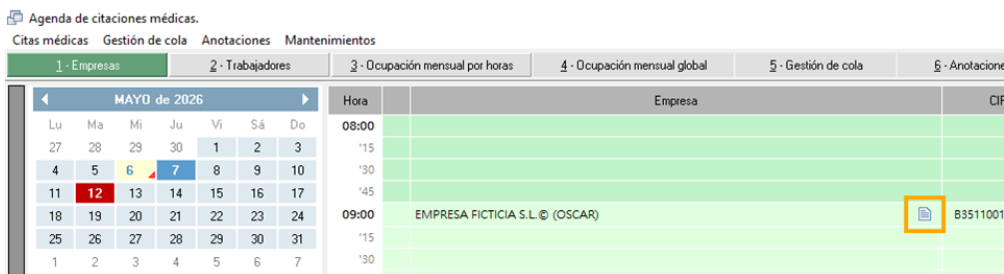 Agenda de citaciones médicas.
Citas médicas Gestión de cola Anotaciones Mantenimientos
1 - Empresas 2 - Trabajadores 3 - Ocupación mensual por horas 4 - Ocupación mensual global 5 - Gestión de cola 6 - Anotacione
MAYO de 2026 Hora Empresa CIF
Lu Ma Mi Ju Vi Sá Do 08:00
27 28 29 30 1 2 3 '15
4 5 6 7 8 9 10 '30
11 12 13 14 15 16 17 '45
18 19 20 21 22 23 24 09:00 EMPRESA FICTICIA S.L.© (OSCAR) B3511001
25 26 27 28 29 30 31 '15
1 2 3 4 5 6 7 '30